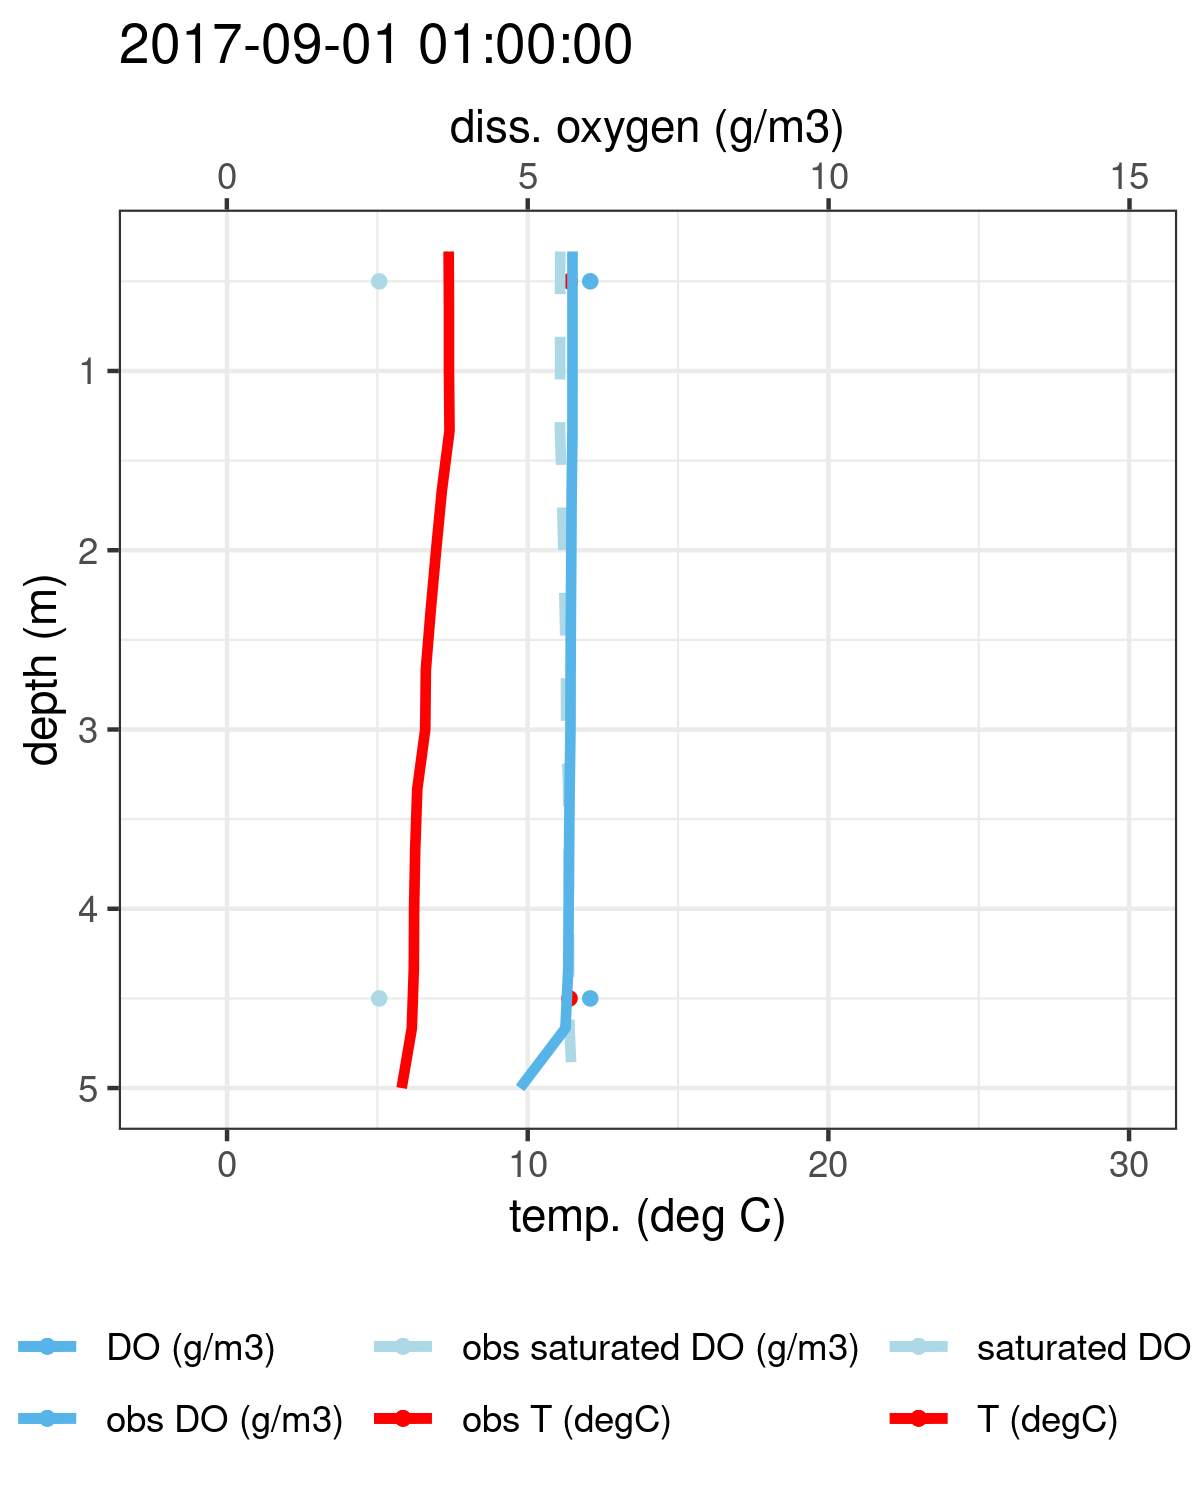 2017-09-01 01:00:00
diss. oxygen (g/m3)
0 5 10 15
depth (m)
1
2
3
4
5
0 10 20 30
temp. (deg C)
DO (g/m3) obs saturated DO (g/m3) saturated DO
obs DO (g/m3) obs T (degC) T (degC)